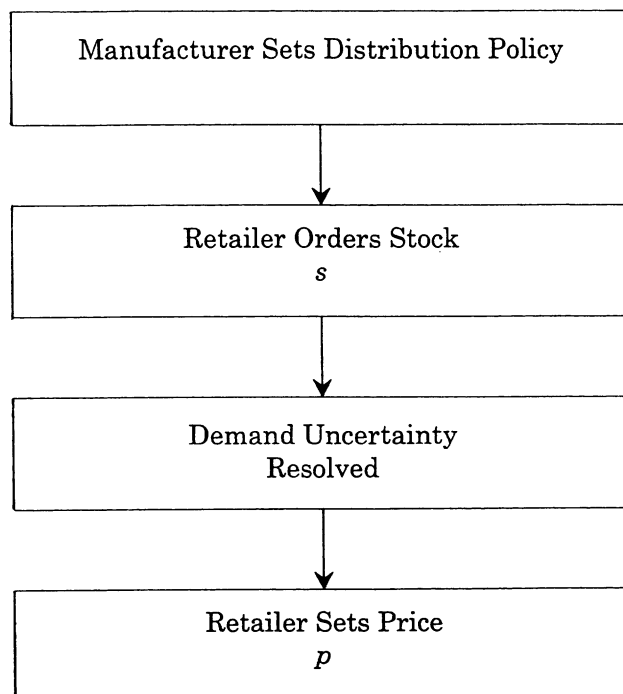 Manufacturer Sets Distribution Policy
Retailer Orders Stock
s
Demand Uncertainty
Resolved
Retailer Sets Price
p